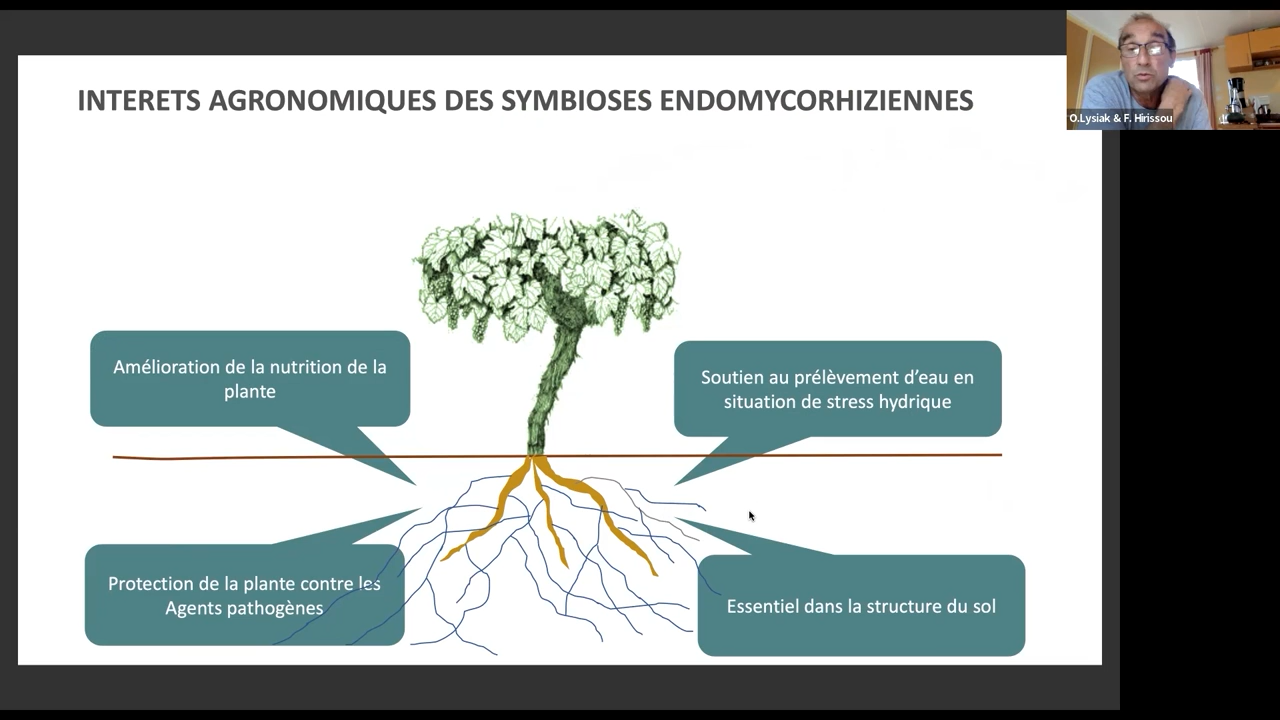 INTERETS AGRONOMIQUES DES SYMBIOSES ENDOMYCORHIZIENNES
O.Lysiak & F. Hirissou
Amélioration de la nutrition de la
plante
Soutien au prélèvement d'eau en
situation de stress hydrique
Protection de la plante contre les
Agents pathogènes
Essentiel dans la structure du sol